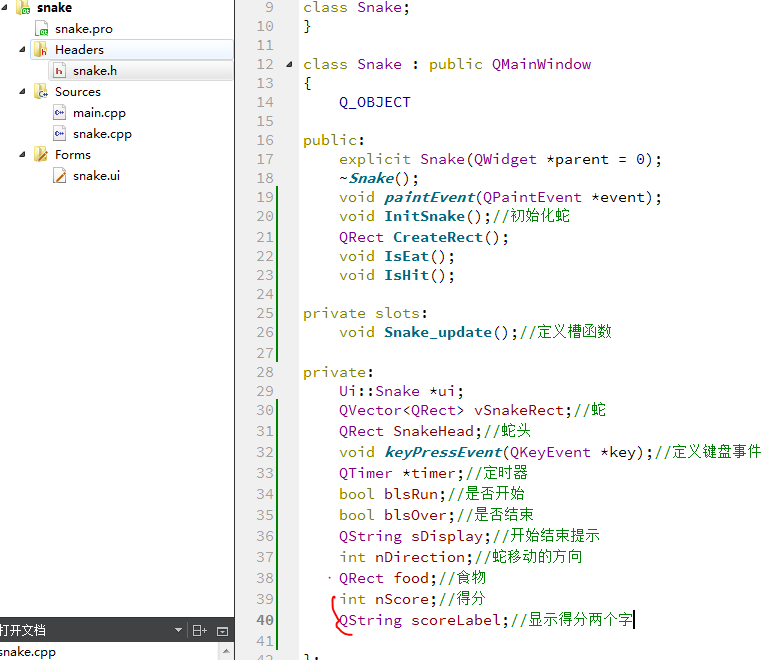 snake
snake.pro
Headers
snake.h
Sources
main.cpp
snake.cpp
Forms
snake.ui
打开文档
snake.cpp
9 class Snake;
10 }
11
12 class Snake : public QMainWindow
13 {
14 Q_OBJECT
15
16 public:
17 explicit Snake(QWidget *parent = 0);
18 ~Snake();
19 void paintEvent(QPaintEvent *event);
20 void InitSnake();//初始化蛇
21 QRect CreateRect();
22 void IsEat();
23 void IsHit();
24
25 private slots:
26 void Snake_update();//定义槽函数
27
28 private:
29 Ui::Snake *ui;
30 QVector<QRect> vSnakeRect;//蛇
31 QRect SnakeHead;//蛇头
32 void keyPressEvent(QKeyEvent *key);//定义键盘事件
33 QTimer *timer;//定时器
34 bool blsRun;//是否开始
35 bool blsOver;//是否结束
36 QString sDisplay;//开始结束提示
37 int nDirection;//蛇移动的方向
38 QRect food;//食物
39 int nScore;//得分
40 QString scoreLabel;//显示得分两个字
41
42 };